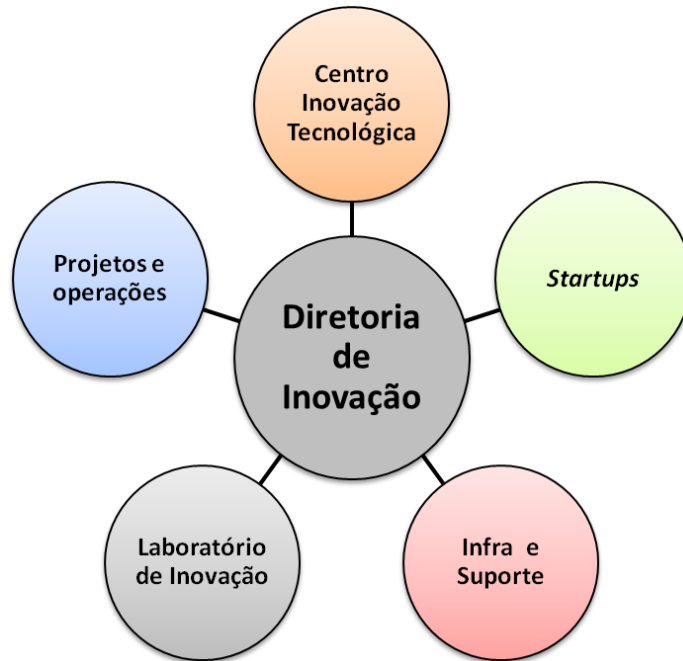 Centro
Inovação
Tecnológica
Projetos e
operações
Startups
Diretoria
de
Inovação
Laboratório
de Inovação
Infra e
Suporte